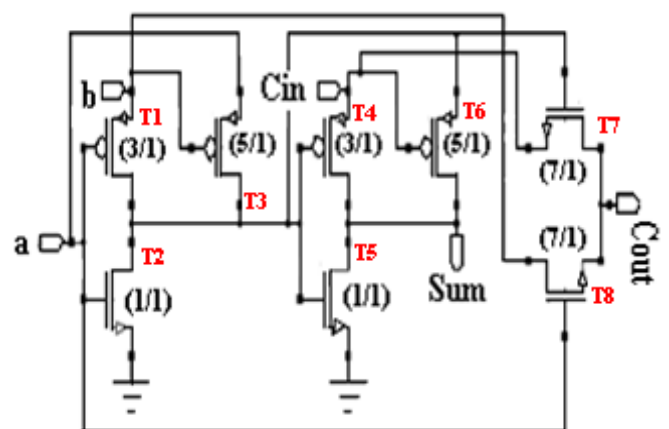 b
T1
(3/1)
(5/1)
T3
Cin
T4
(3/1)
T6
(5/1)
T7
(7/1)
a
T2
(1/1)
T5
(1/1)
Sum
(7/1)
T8
Cout